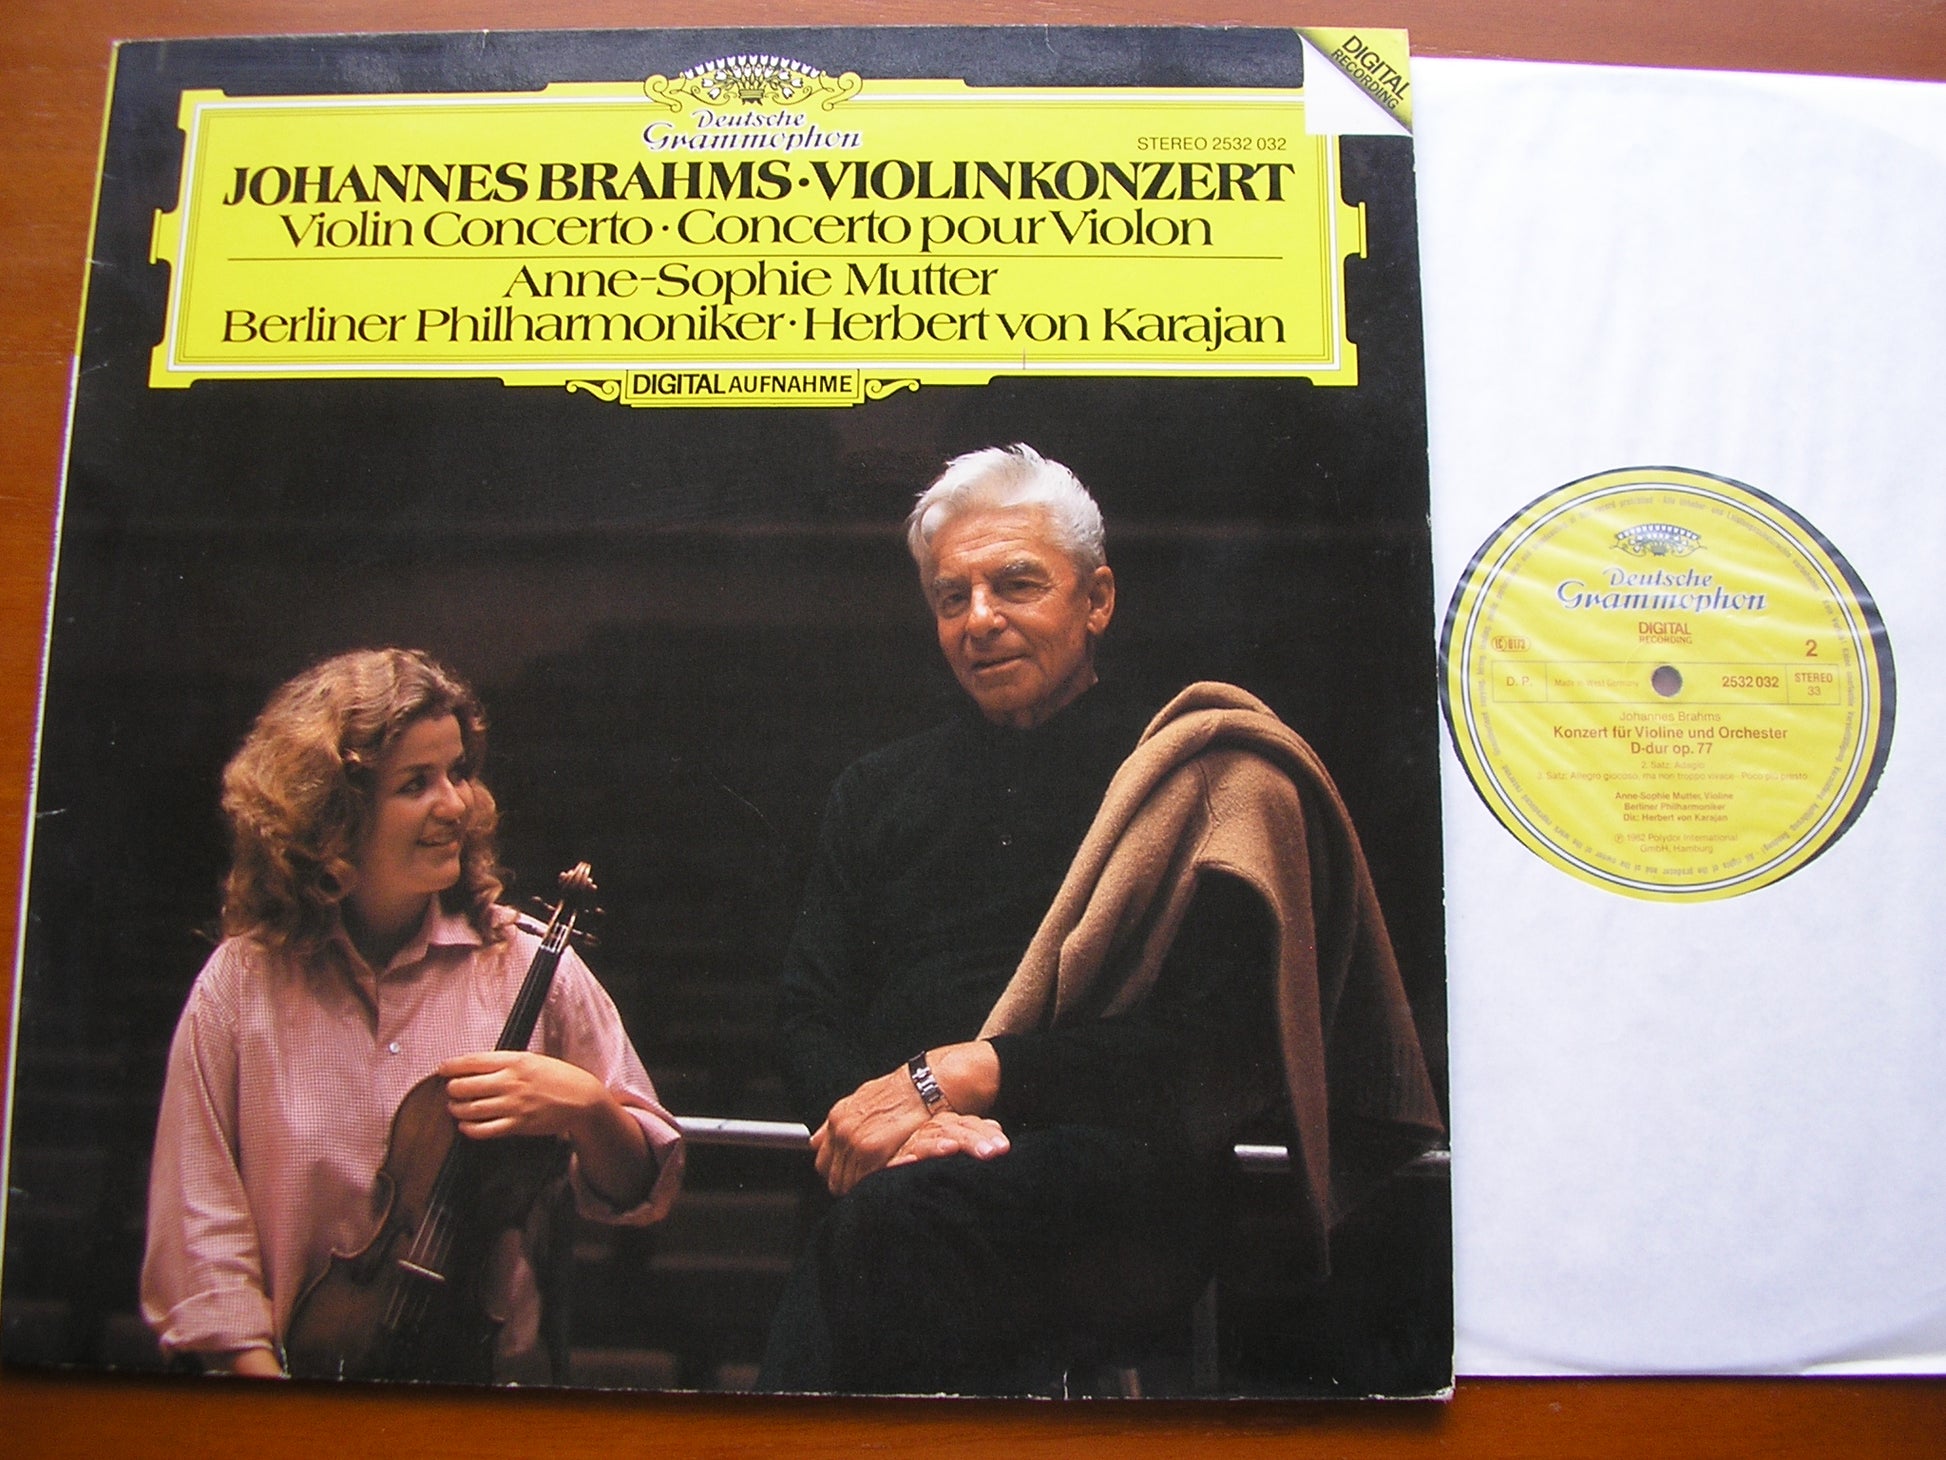 DIGITAL
RECORDING
Deutsche
Grammophon
STEREO 2532 032
JOHANNES BRAHMS · VIOLINKONZERT
Violin Concerto · Concerto pour Violon
Anne-Sophie Mutter
Berliner Philharmoniker · Herbert von Karajan
DIGITAL AUFNAHME
Deutsche
Grammophon
DIGITAL
RECORDING
LC 0173
2
D. P.
Made in West Germany
2532 032
STEREO
33
Johannes Brahms
Konzert für Violine und Orchester
D-dur op. 77
2. Satz: Adagio
3. Satz: Allegro giocoso, ma non troppo vivace · Poco più presto
Anne-Sophie Mutter, Violine
Berliner Philharmoniker
Dir.: Herbert von Karajan
℗ 1982 Polydor International
GmbH, Hamburg